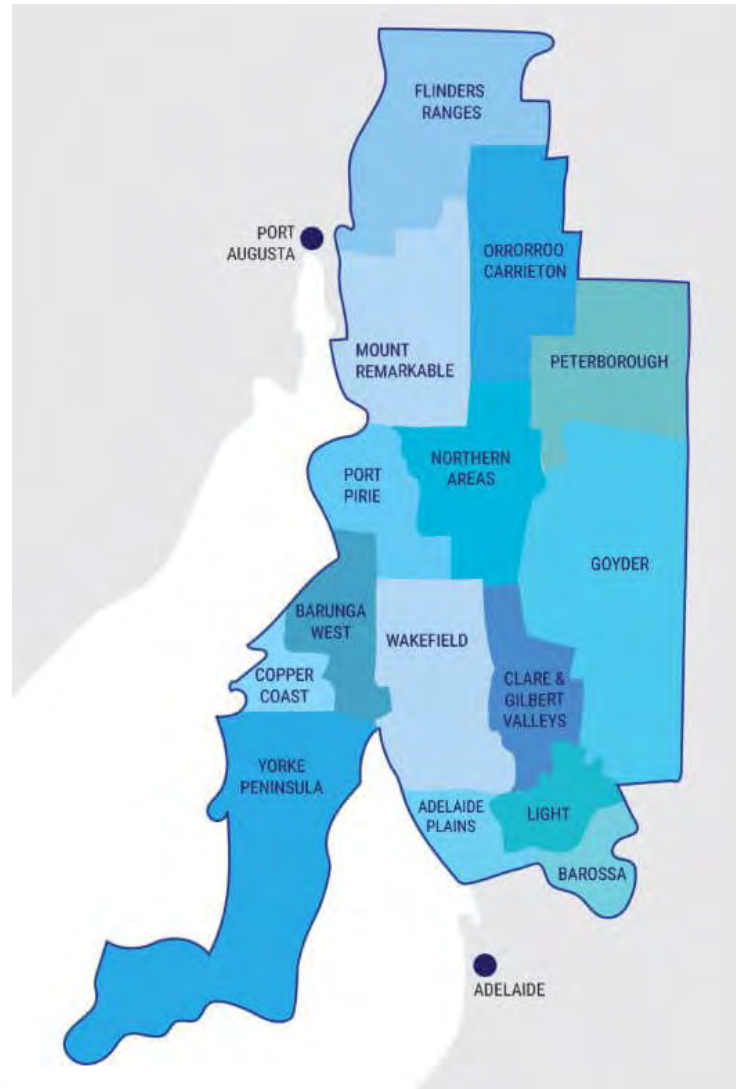 FLINDERS
RANGES
PORT
AUGUSTA
ORRORROO
CARRIETON
MOUNT
REMARKABLE
PETERBOROUGH
PORT
PIRIE
NORTHERN
AREAS
GOYDER
BARUNGA
WEST
WAKEFIELD
COPPER
COAST
CLARE &
GILBERT
VALLEYS
YORKE
PENINSULA
ADELAIDE
PLAINS
LIGHT
BAROSSA
ADELAIDE